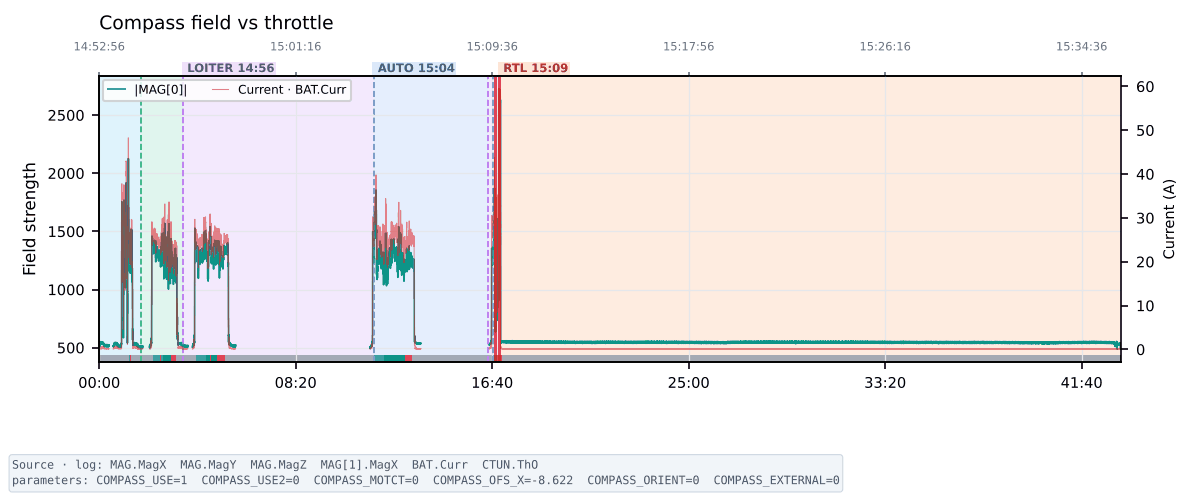 Compass field vs throttle
14:52:56 15:01:16 15:09:36 15:17:56 15:26:16 15:34:36
LOITER 14:56 AUTO 15:04 RTL 15:09
|MAG[0]| Current · BAT.Curr
2500
2000
1500
1000
500
Field strength
60
50
40
30
20
10
0
Current (A)
00:00 08:20 16:40 25:00 33:20 41:40
Source · log: MAG.MagX MAG.MagY MAG.MagZ MAG[1].MagX BAT.Curr CTUN.ThO
parameters: COMPASS_USE=1 COMPASS_USE2=0 COMPASS_MOTCT=0 COMPASS_OFS_X=-8.622 COMPASS_ORIENT=0 COMPASS_EXTERNAL=0